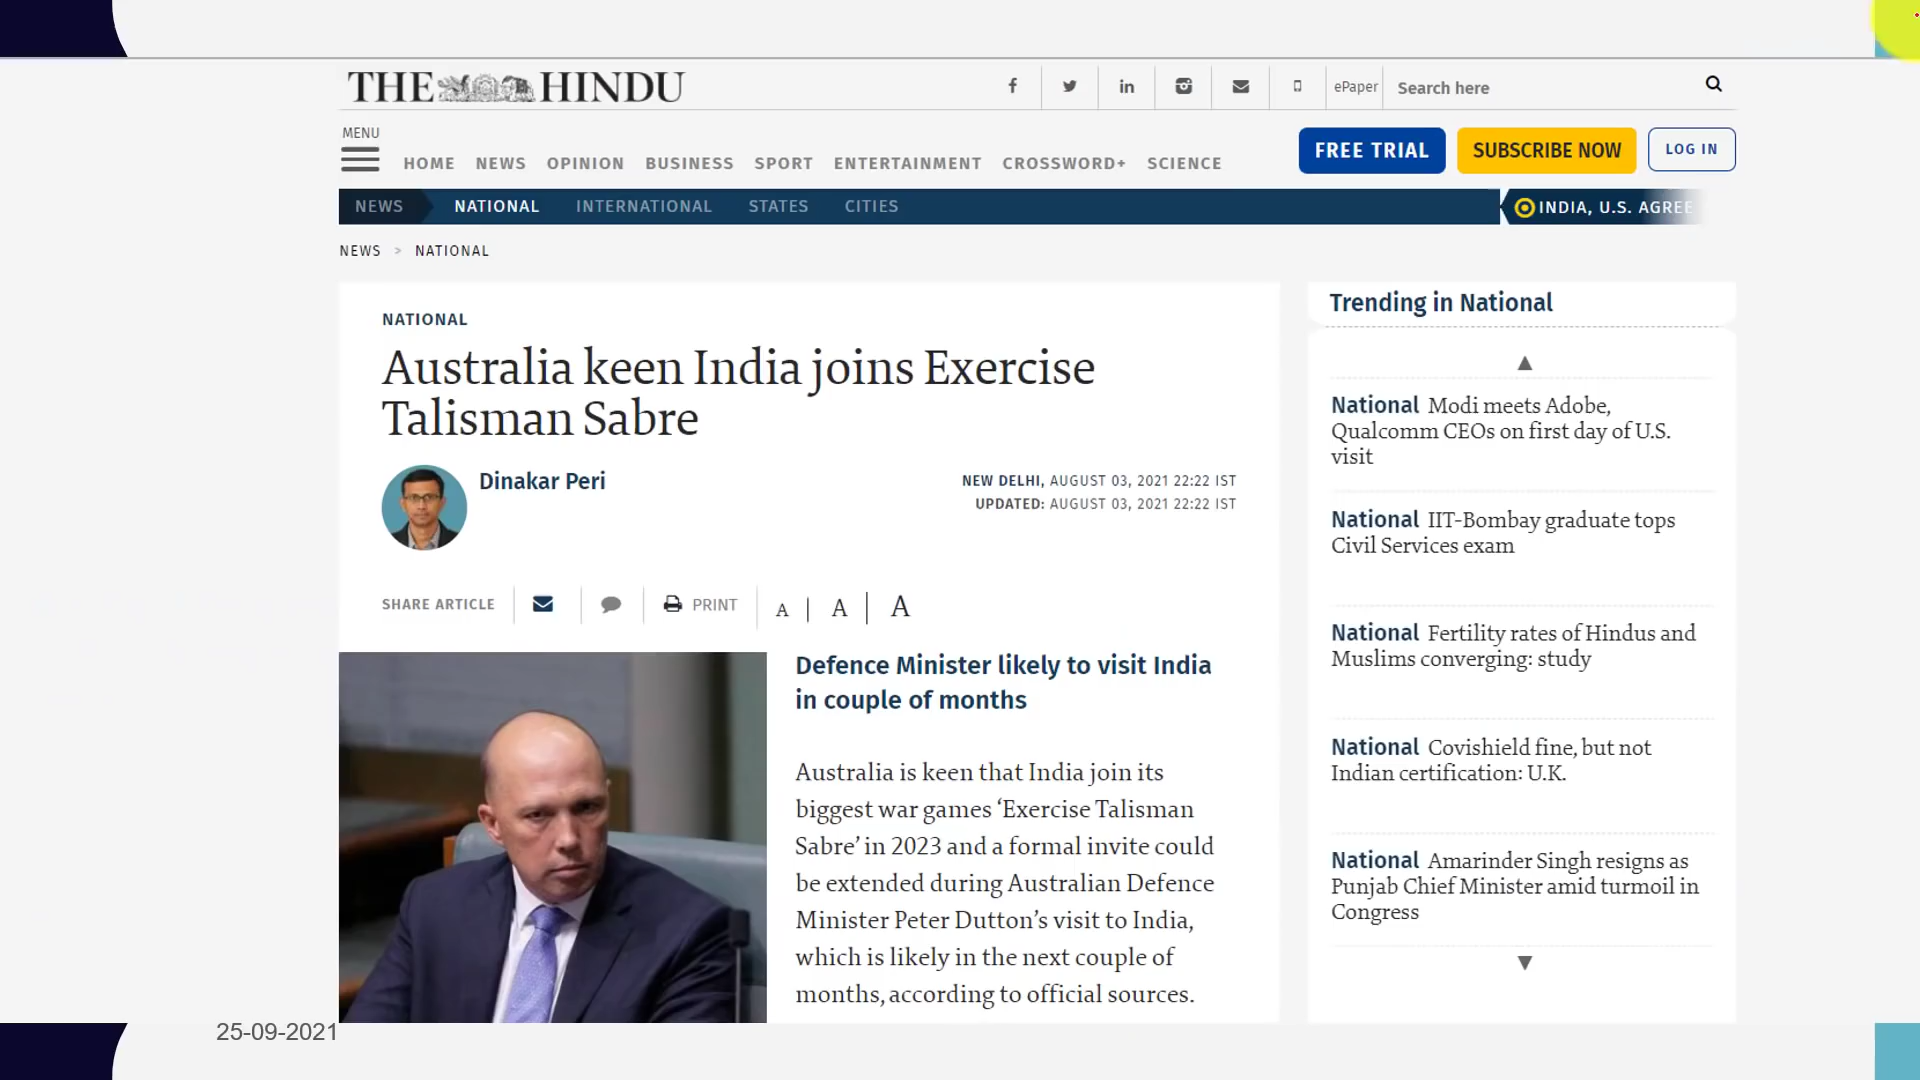 THE HINDU
ePaper
Search here
MENU
HOME NEWS OPINION BUSINESS SPORT ENTERTAINMENT CROSSWORD+ SCIENCE
FREE TRIAL
SUBSCRIBE NOW
LOG IN
NEWS NATIONAL INTERNATIONAL STATES CITIES
INDIA, U.S. AGREE
NEWS > NATIONAL
NATIONAL
Australia keen India joins Exercise
Talisman Sabre
Dinakar Peri
NEW DELHI, AUGUST 03, 2021 22:22 IST
UPDATED: AUGUST 03, 2021 22:22 IST
SHARE ARTICLE
PRINT
A | A | A
Defence Minister likely to visit India
in couple of months
Australia is keen that India join its
biggest war games ‘Exercise Talisman
Sabre’ in 2023 and a formal invite could
be extended during Australian Defence
Minister Peter Dutton’s visit to India,
which is likely in the next couple of
months, according to official sources.
Trending in National
National Modi meets Adobe,
Qualcomm CEOs on first day of U.S.
visit
National IIT-Bombay graduate tops
Civil Services exam
National Fertility rates of Hindus and
Muslims converging: study
National Covishield fine, but not
Indian certification: U.K.
National Amarinder Singh resigns as
Punjab Chief Minister amid turmoil in
Congress
25-09-2021